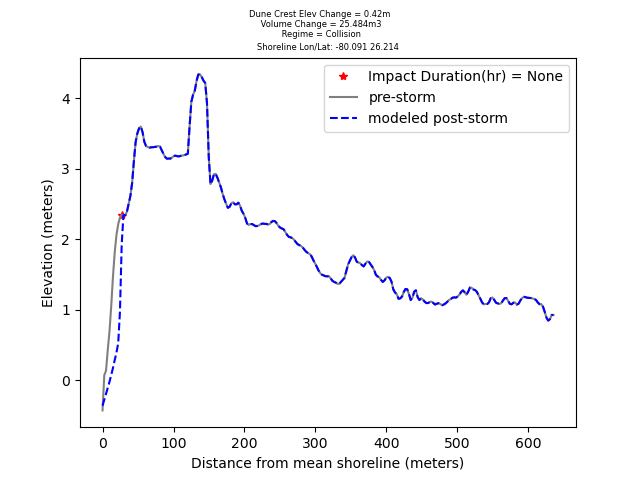 Dune Crest Elev Change = 0.42m
Volume Change = 25.484m3
Regime = Collision
Shoreline Lon/Lat: -80.091 26.214
Impact Duration(hr) = None
pre-storm
modeled post-storm
Elevation (meters)
4
3
2
1
0
0 100 200 300 400 500 600
Distance from mean shoreline (meters)